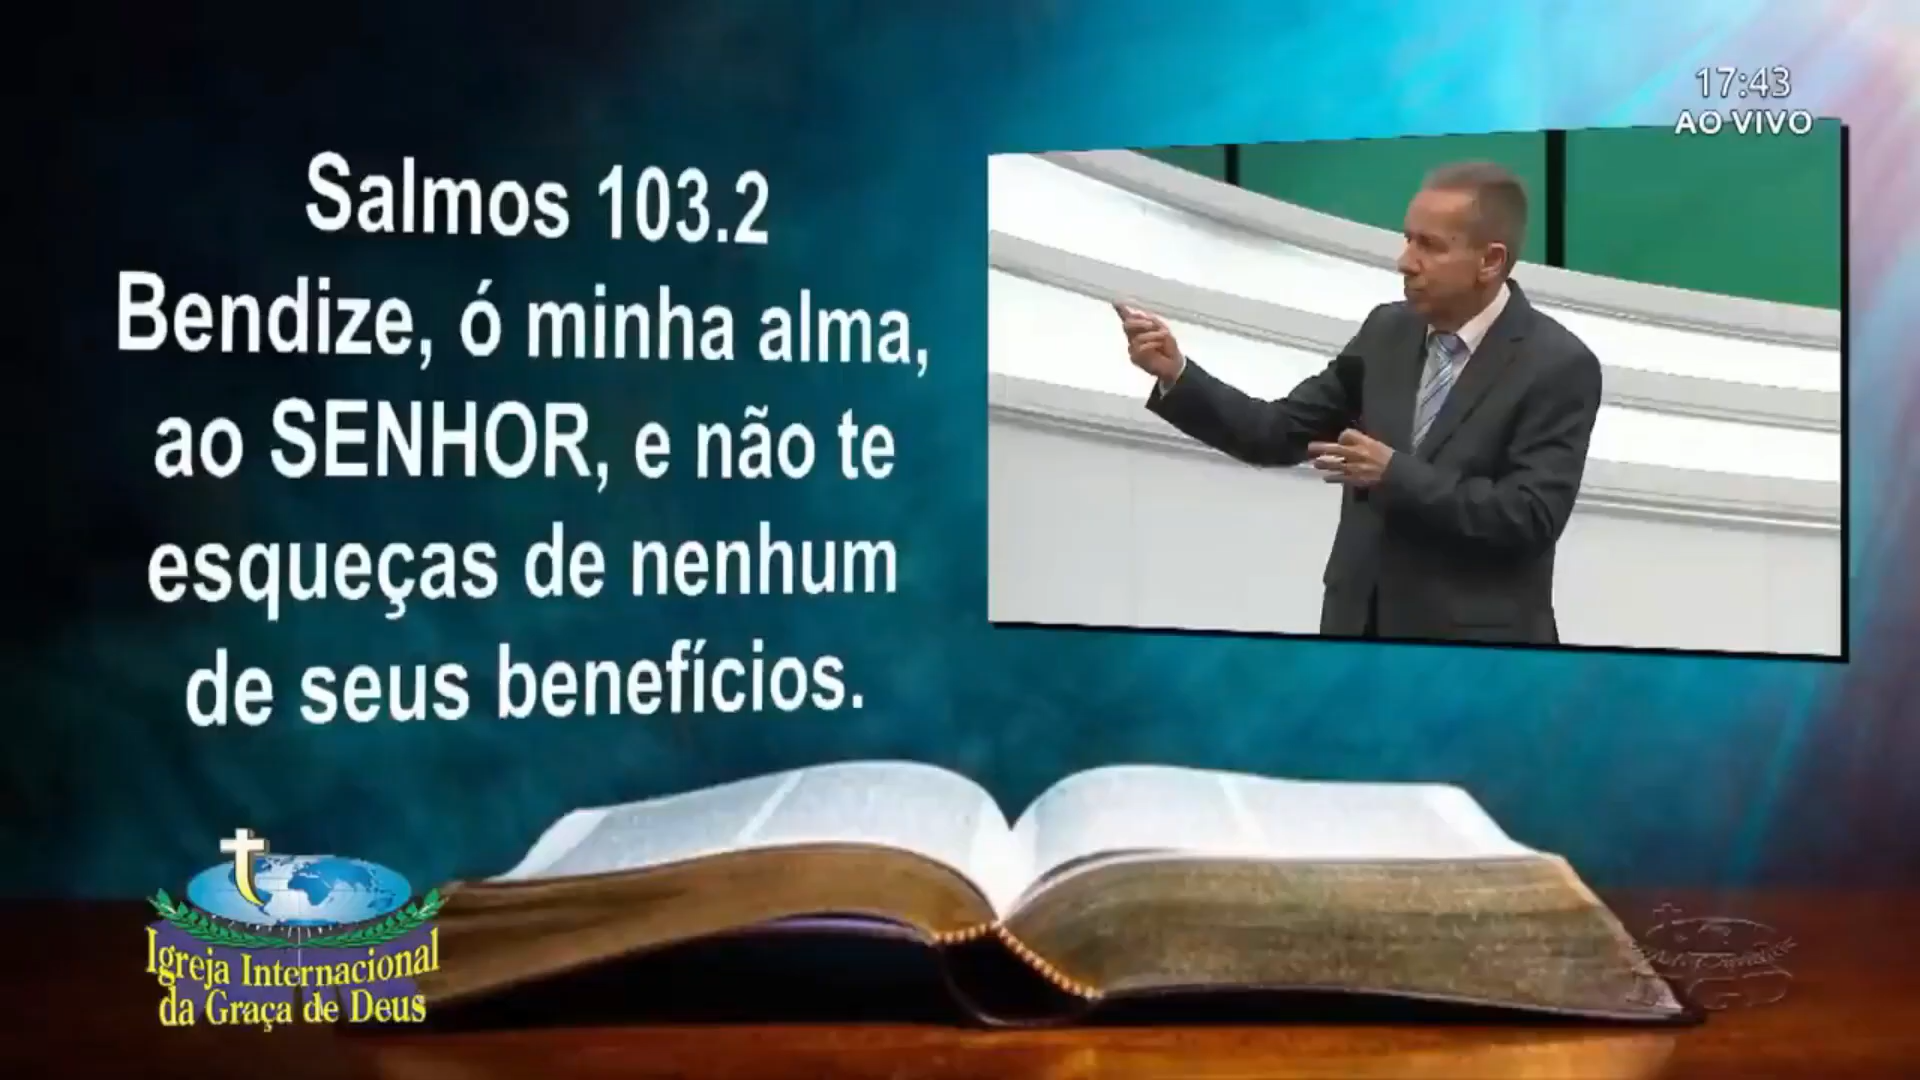 17:43
AO VIVO
Salmos 103.2
Bendize, ó minha alma,
ao SENHOR, e não te
esqueças de nenhum
de seus benefícios.
Igreja Internacional
da Graça de Deus